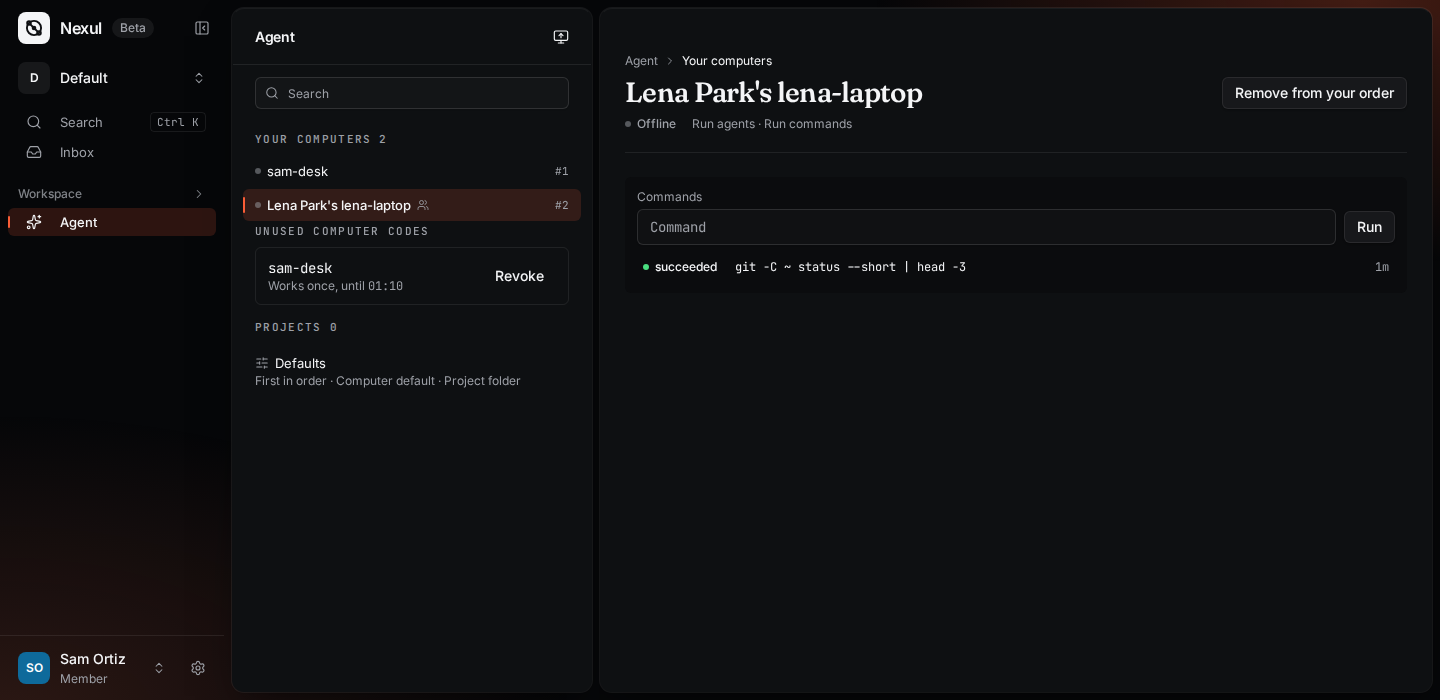 Nexul Beta
D Default
Search Ctrl K
Inbox
Workspace
Agent
SO Sam Ortiz
Member
Agent
Search
YOUR COMPUTERS 2
sam-desk #1
Lena Park's lena-laptop #2
UNUSED COMPUTER CODES
sam-desk
Works once, until 01:10
Revoke
PROJECTS 0
Defaults
First in order · Computer default · Project folder
Agent > Your computers
Lena Park's lena-laptop
Remove from your order
Offline Run agents · Run commands
Commands
Command
Run
succeeded git -C ~ status --short | head -3 1m